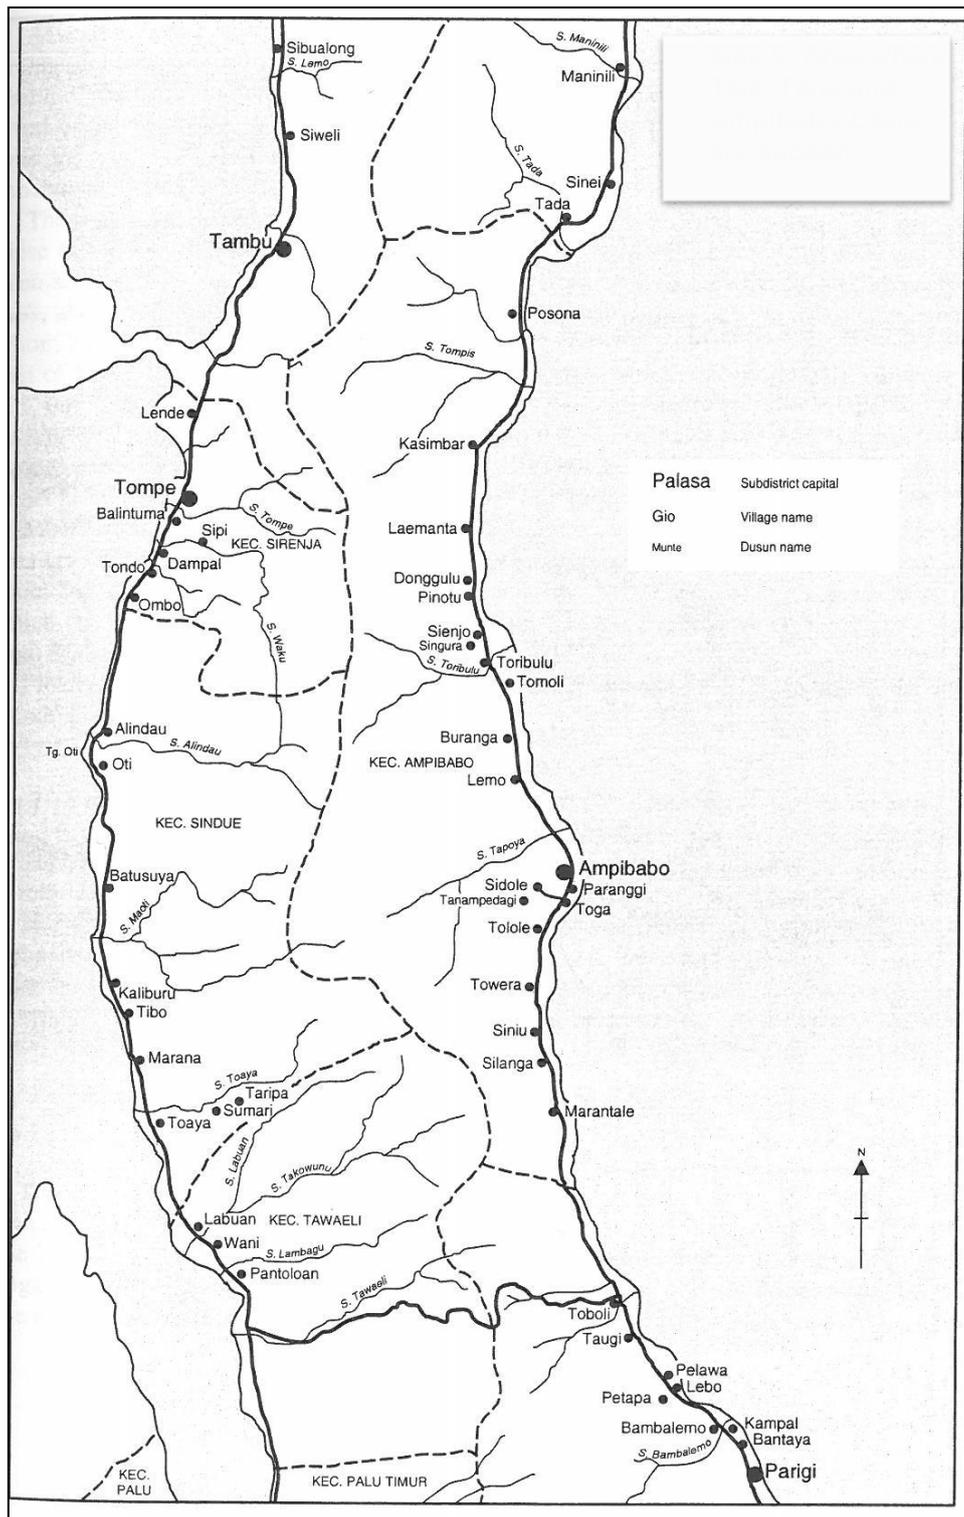 Sibualong
S. Lemo
S. Maninili
Maninili
Siweli
S. Tada
Sinei
Tada
Tambu
Posona
S. Tompis
Lende
Kasimbar
Palasa Subdistrict capital
Gio Village name
Munte Dusun name
Tompe
Balintuma
S. Tompe
Sipi
KEC. SIRENJA
Laemanta
Dampal
Tondo
Donggulu
Pinotu
Ombo
S. Waku
Sienjo
Singura
S. Toribulu
Toribulu
Tomoli
Alindau
S. Alindau
Tg. Oti
Oti
Buranga
KEC. AMPIBABO
Lemo
KEC. SINDUE
S. Tapoya
Ampibabo
Batusuya
Sidole
Paranggi
Tanampedagi
Toga
S. Maoti
Tolole
Kaliburu
Towera
Tibo
Siniu
Marana
Silanga
S. Toaya
Taripa
Sumari
Toaya
Marantale
S. Labuan
S. Takowunu
N
Labuan
KEC. TAWAELI
Wani
S. Lambagu
Pantoloan
S. Tawaeli
Toboli
Taugi
Pelawa
Lebo
Petapa
Bambalemo
Kampal
Bantaya
S. Bambalemo
Parigi
KEC.
PALU
KEC. PALU TIMUR